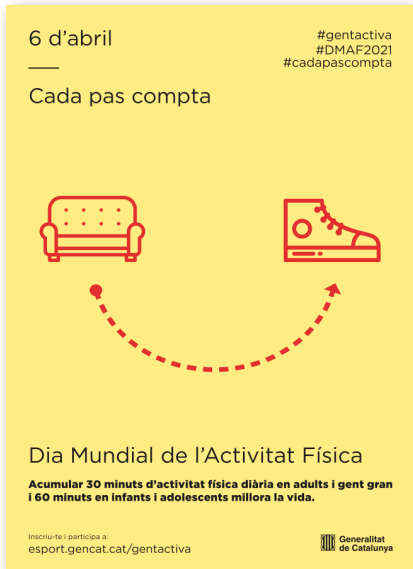 6 d’abril
#gentactiva
#DMAF2021
#cadapascompta
Cada pas compta
Dia Mundial de l’Activitat Física
Acumular 30 minuts d’activitat física diària en adults i gent gran
i 60 minuts en infants i adolescents millora la vida.
Inscriu-te i participa a:
esport.gencat.cat/gentactiva
Generalitat
de Catalunya